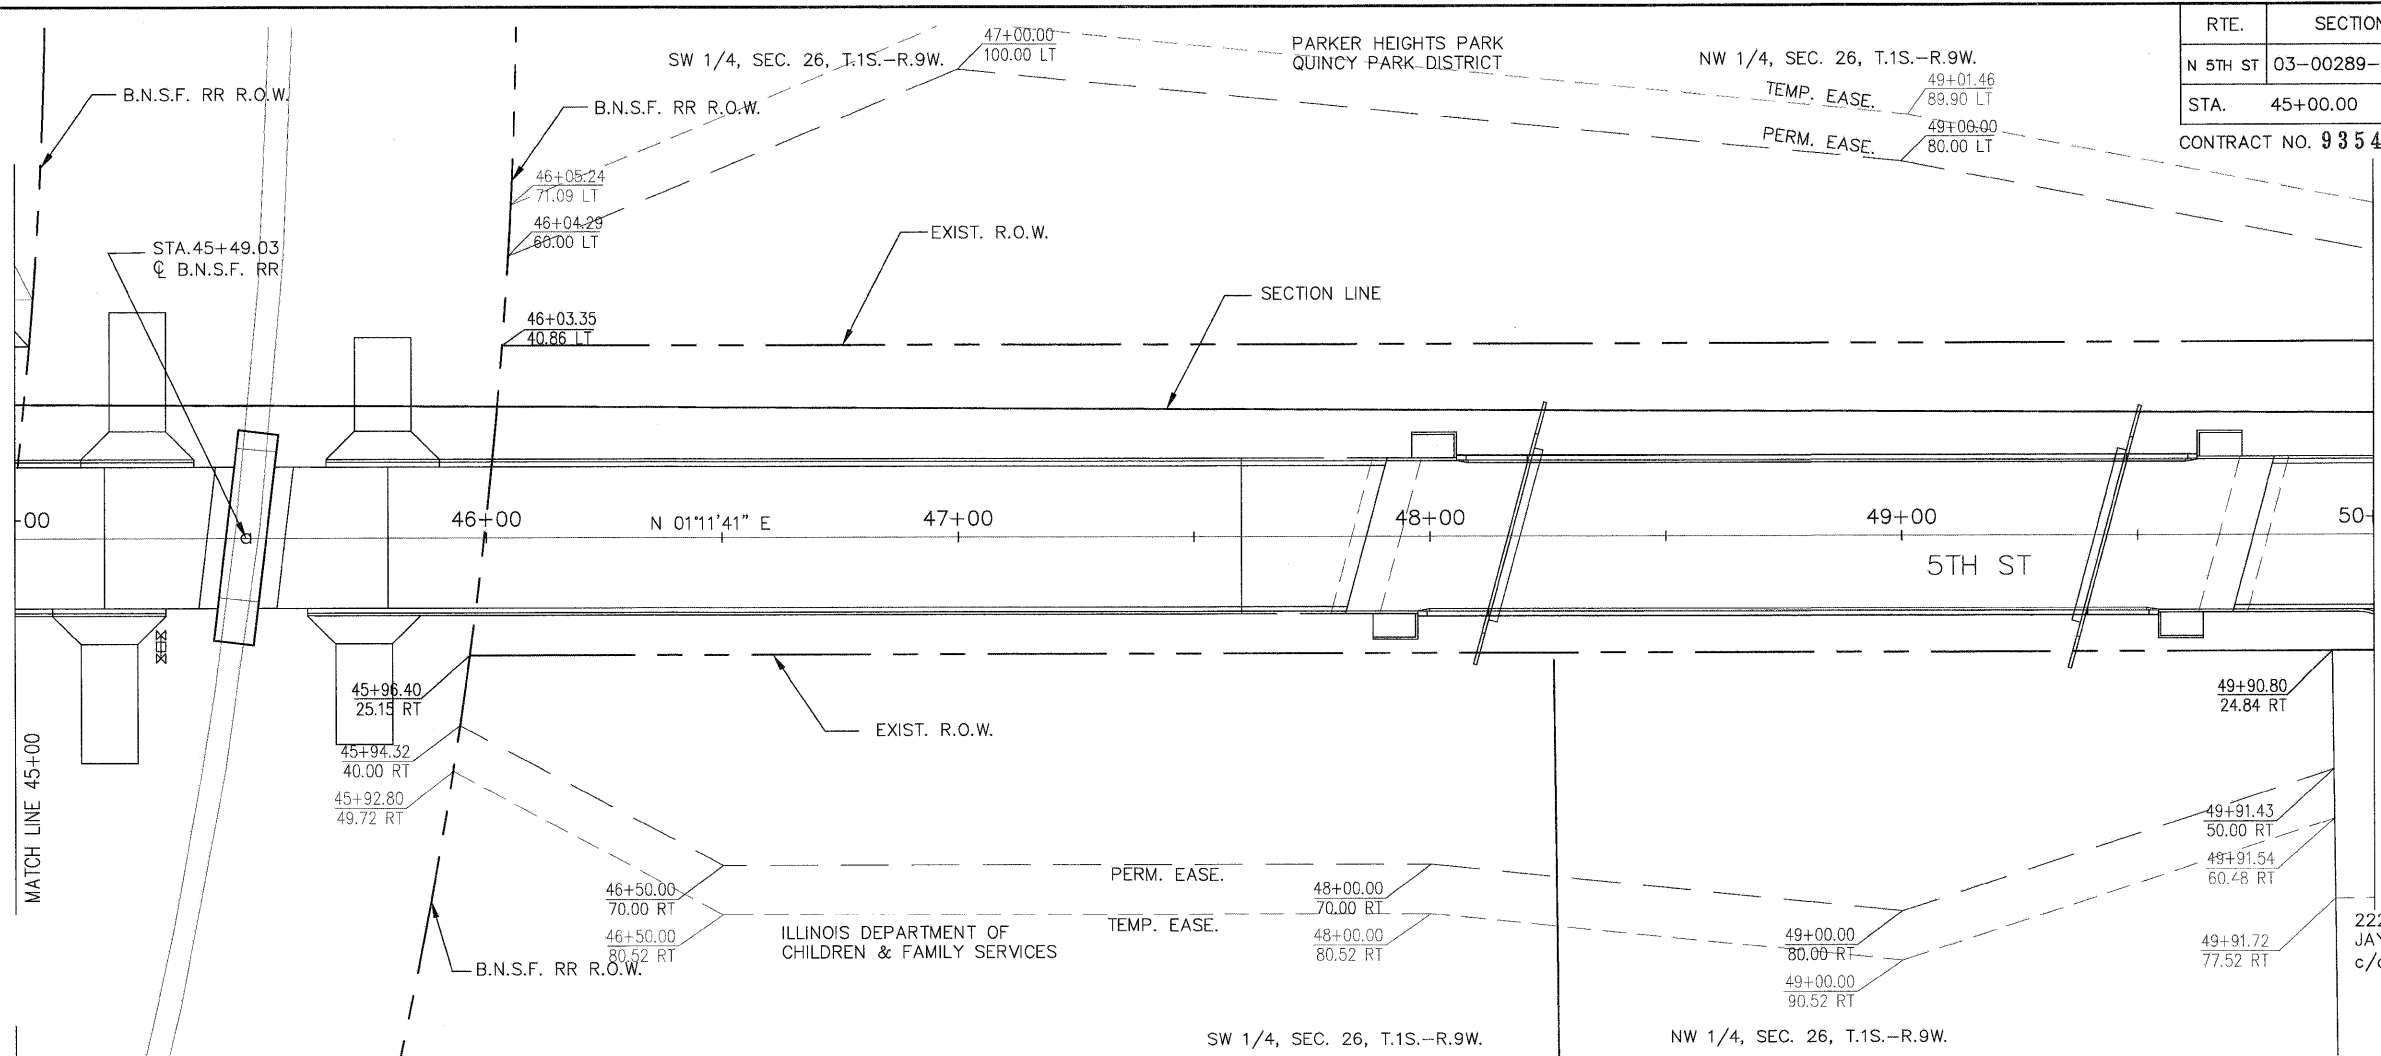 RTE.
SECTION
N 5TH ST
03-00289-
STA.
45+00.00
CONTRACT NO. 9354
SW 1/4, SEC. 26, T.1S.-R.9W.
47+00.00
100.00 LT
PARKER HEIGHTS PARK
QUINCY PARK DISTRICT
NW 1/4, SEC. 26, T.1S.-R.9W.
TEMP. EASE.
49+01.46
89.90 LT
PERM. EASE.
49+00.00
80.00 LT
B.N.S.F. RR R.O.W.
B.N.S.F. RR R.O.W.
46+05.24
71.09 LT
46+04.29
60.00 LT
EXIST. R.O.W.
STA.45+49.03
℄ B.N.S.F. RR
SECTION LINE
46+03.35
40.86 LT
+00
46+00
N 01°11'41" E
47+00
48+00
49+00
50+
5TH ST
45+96.40
25.15 RT
EXIST. R.O.W.
49+90.80
24.84 RT
MATCH LINE 45+00
45+94.32
40.00 RT
45+92.80
49.72 RT
49+91.43
50.00 RT
49+91.54
60.48 RT
46+50.00
70.00 RT
PERM. EASE.
48+00.00
70.00 RT
46+50.00
80.52 RT
ILLINOIS DEPARTMENT OF
CHILDREN & FAMILY SERVICES
TEMP. EASE.
48+00.00
80.52 RT
49+00.00
80.00 RT
49+91.72
77.52 RT
222
JAY
c/
B.N.S.F. RR R.O.W.
49+00.00
90.52 RT
SW 1/4, SEC. 26, T.1S.-R.9W.
NW 1/4, SEC. 26, T.1S.-R.9W.